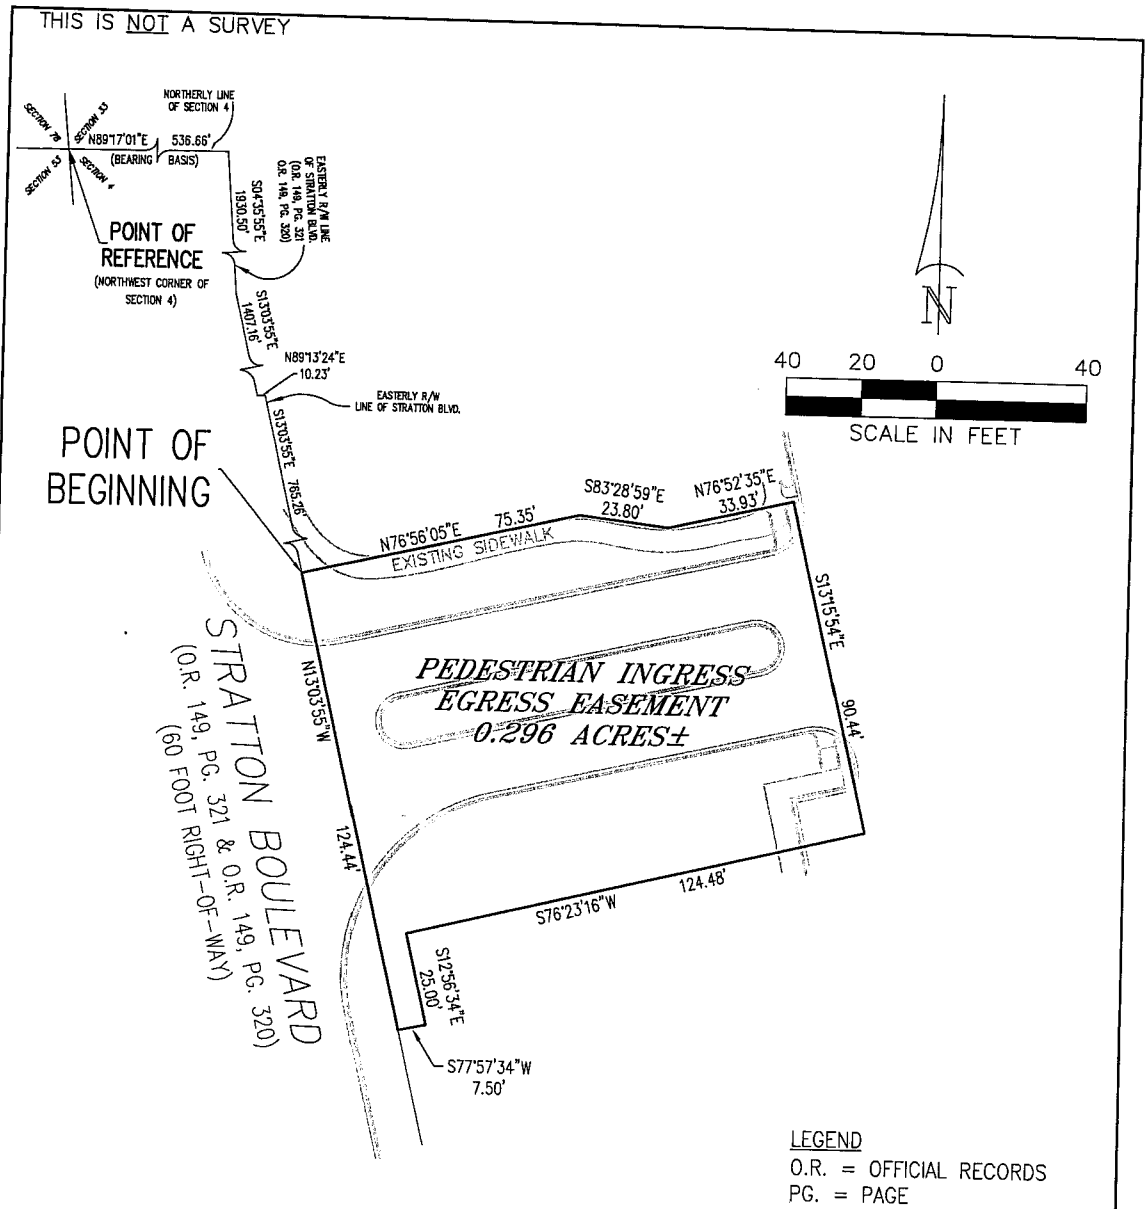 THIS IS NOT A SURVEY
NORTHERLY LINE
OF SECTION 4
SECTION 78
SECTION 33
SECTION 53
SECTION 4
N89°17'01"E 536.66'
(BEARING BASIS)
POINT OF
REFERENCE
(NORTHWEST CORNER OF
SECTION 4)
S04°35'55"E
1930.50'
EASTERLY R/W LINE
OF STRATTON BLVD.
(O.R. 149, PG. 321
O.R. 149, PG. 320)
S13°03'55"E
1407.16'
N89°13'24"E
10.23'
EASTERLY R/W
LINE OF STRATTON BLVD.
S13°03'55"E 765.26'
N
40 20 0 40
SCALE IN FEET
POINT OF
BEGINNING
N76°56'05"E 75.35'
EXISTING SIDEWALK
S83°28'59"E
23.80'
N76°52'35"E
33.93'
S13°15'54"E
90.44'
PEDESTRIAN INGRESS
EGRESS EASEMENT
0.296 ACRES±
N13°03'55"W
124.44'
STRATTON BOULEVARD
(O.R. 149, PG. 321 & O.R. 149, PG. 320)
(60 FOOT RIGHT-OF-WAY)
S76°23'16"W
124.48'
S12°56'34"E
25.00'
S77°57'34"W
7.50'
LEGEND
O.R. = OFFICIAL RECORDS
PG. = PAGE